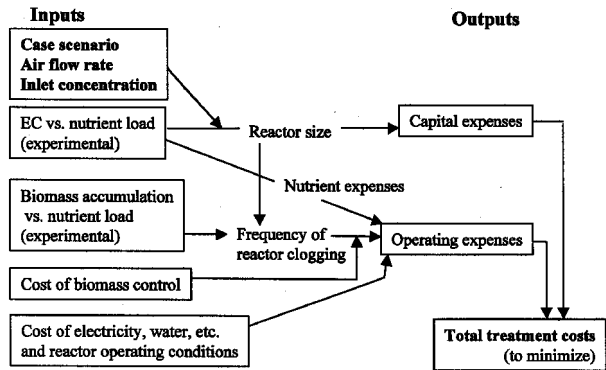 Inputs
Outputs
Case scenario
Air flow rate
Inlet concentration
EC vs. nutrient load
(experimental)
Reactor size
Capital expenses
Nutrient expenses
Biomass accumulation
vs. nutrient load
(experimental)
Frequency of
reactor clogging
Operating expenses
Cost of biomass control
Cost of electricity, water, etc.
and reactor operating conditions
Total treatment costs
(to minimize)